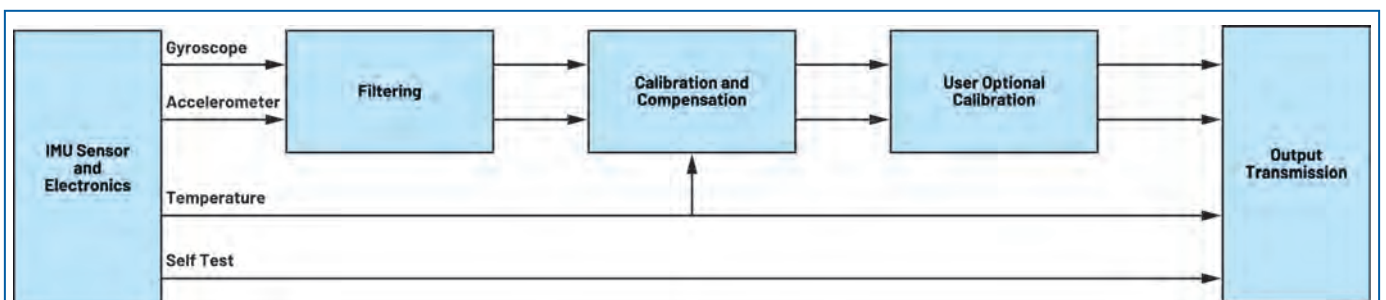 Gyroscope
Accelerometer
IMU Sensor
and
Electronics
Temperature
Self Test
Filtering
Calibration and
Compensation
User Optional
Calibration
Output
Transmission